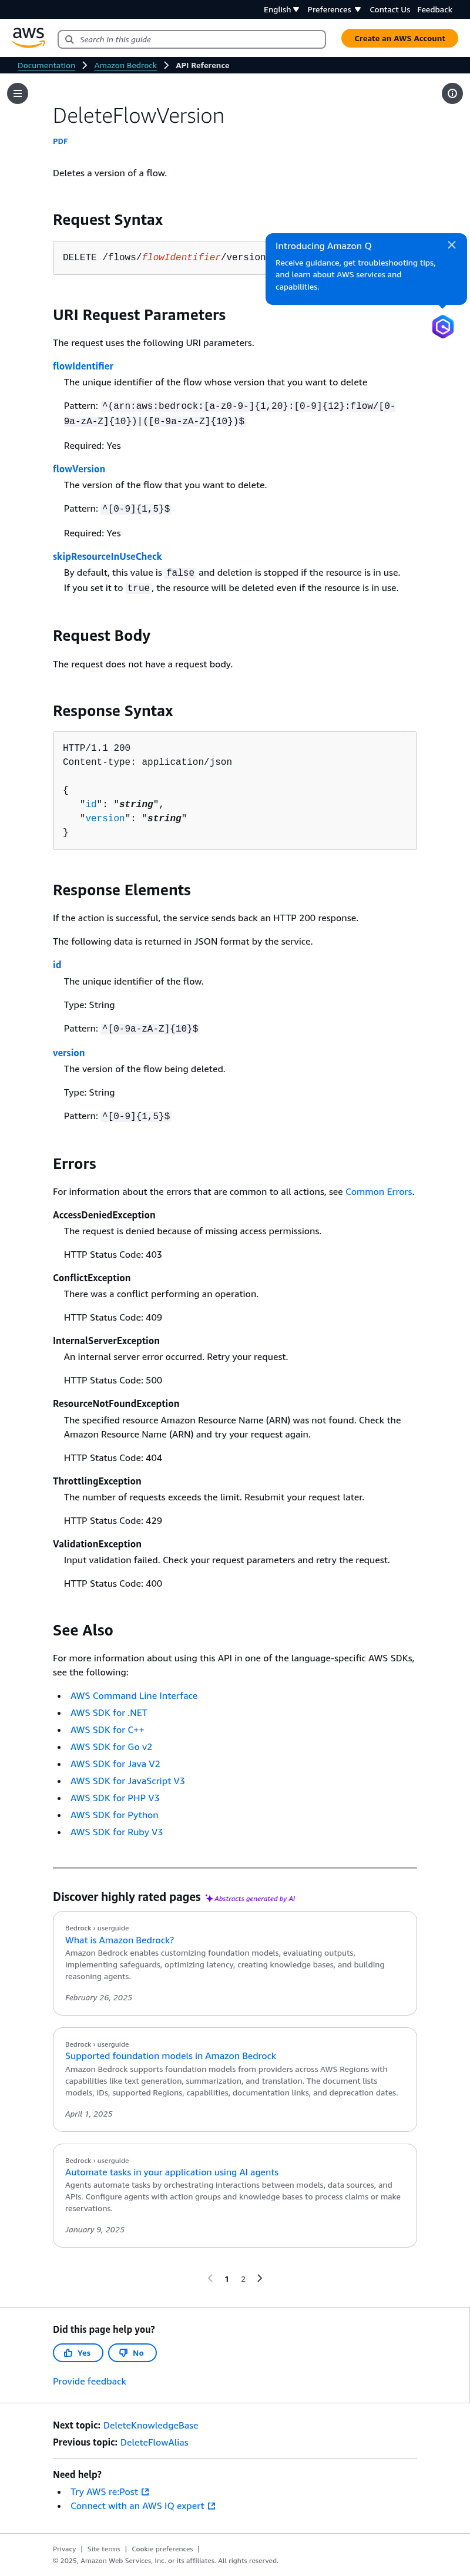 English
Preferences
Contact Us
Feedback
aws
Search in this guide
Create an AWS Account
Documentation
Amazon Bedrock
API Reference
DeleteFlowVersion
PDF
Deletes a version of a flow.
Request Syntax
DELETE /flows/flowIdentifier/version
Introducing Amazon Q
Receive guidance, get troubleshooting tips,
and learn about AWS services and
capabilities.
URI Request Parameters
The request uses the following URI parameters.
flowIdentifier
The unique identifier of the flow whose version that you want to delete
Pattern: ^(arn:aws:bedrock:[a-z0-9-]{1,20}:[0-9]{12}:flow/[0-
9a-zA-Z]{10})|([0-9a-zA-Z]{10})$
Required: Yes
flowVersion
The version of the flow that you want to delete.
Pattern: ^[0-9]{1,5}$
Required: Yes
skipResourceInUseCheck
By default, this value is false and deletion is stopped if the resource is in use.
If you set it to true, the resource will be deleted even if the resource is in use.
Request Body
The request does not have a request body.
Response Syntax
HTTP/1.1 200
Content-type: application/json
{
"id": "string",
"version": "string"
}
Response Elements
If the action is successful, the service sends back an HTTP 200 response.
The following data is returned in JSON format by the service.
id
The unique identifier of the flow.
Type: String
Pattern: ^[0-9a-zA-Z]{10}$
version
The version of the flow being deleted.
Type: String
Pattern: ^[0-9]{1,5}$
Errors
For information about the errors that are common to all actions, see Common Errors.
AccessDeniedException
The request is denied because of missing access permissions.
HTTP Status Code: 403
ConflictException
There was a conflict performing an operation.
HTTP Status Code: 409
InternalServerException
An internal server error occurred. Retry your request.
HTTP Status Code: 500
ResourceNotFoundException
The specified resource Amazon Resource Name (ARN) was not found. Check the
Amazon Resource Name (ARN) and try your request again.
HTTP Status Code: 404
ThrottlingException
The number of requests exceeds the limit. Resubmit your request later.
HTTP Status Code: 429
ValidationException
Input validation failed. Check your request parameters and retry the request.
HTTP Status Code: 400
See Also
For more information about using this API in one of the language-specific AWS SDKs,
see the following:
AWS Command Line Interface
AWS SDK for .NET
AWS SDK for C++
AWS SDK for Go v2
AWS SDK for Java V2
AWS SDK for JavaScript V3
AWS SDK for PHP V3
AWS SDK for Python
AWS SDK for Ruby V3
Discover highly rated pages Abstracts generated by AI
Bedrock › userguide
What is Amazon Bedrock?
Amazon Bedrock enables customizing foundation models, evaluating outputs,
implementing safeguards, optimizing latency, creating knowledge bases, and building
reasoning agents.
February 26, 2025
Bedrock › userguide
Supported foundation models in Amazon Bedrock
Amazon Bedrock supports foundation models from providers across AWS Regions with
capabilities like text generation, summarization, and translation. The document lists
models, IDs, supported Regions, capabilities, documentation links, and deprecation dates.
April 1, 2025
Bedrock › userguide
Automate tasks in your application using AI agents
Agents automate tasks by orchestrating interactions between models, data sources, and
APIs. Configure agents with action groups and knowledge bases to process claims or make
reservations.
January 9, 2025
1 2
Did this page help you?
Yes
No
Provide feedback
Next topic: DeleteKnowledgeBase
Previous topic: DeleteFlowAlias
Need help?
Try AWS re:Post
Connect with an AWS IQ expert
Privacy | Site terms | Cookie preferences |
© 2025, Amazon Web Services, Inc. or its affiliates. All rights reserved.